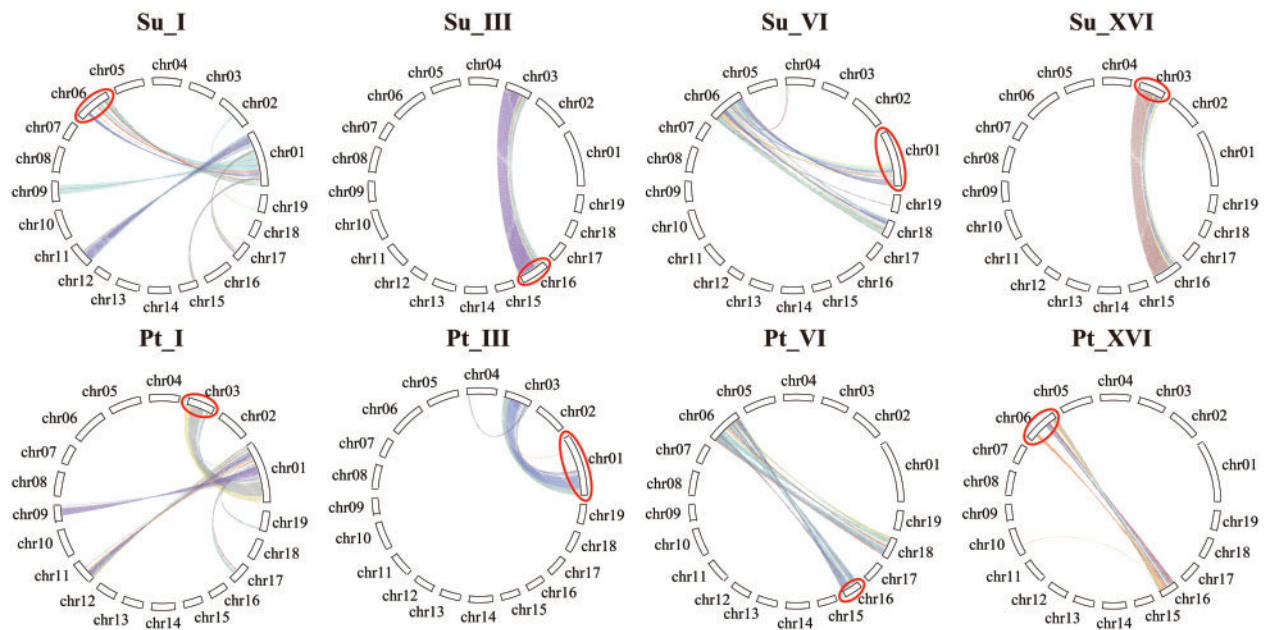 Su_I
chr01
chr02
chr03
chr04
chr05
chr06
chr07
chr08
chr09
chr10
chr11
chr12
chr13
chr14
chr15
chr16
chr17
chr18
chr19
Su_III
chr01
chr02
chr03
chr04
chr05
chr06
chr07
chr08
chr09
chr10
chr11
chr12
chr13
chr14
chr15
chr16
chr17
chr18
chr19
Su_VI
chr01
chr02
chr03
chr04
chr05
chr06
chr07
chr08
chr09
chr10
chr11
chr12
chr13
chr14
chr15
chr16
chr17
chr18
chr19
Su_XVI
chr01
chr02
chr03
chr04
chr05
chr06
chr07
chr08
chr09
chr10
chr11
chr12
chr13
chr14
chr15
chr16
chr17
chr18
chr19
Pt_I
chr01
chr02
chr03
chr04
chr05
chr06
chr07
chr08
chr09
chr10
chr11
chr12
chr13
chr14
chr15
chr16
chr17
chr18
chr19
Pt_III
chr01
chr02
chr03
chr04
chr05
chr06
chr07
chr08
chr09
chr10
chr11
chr12
chr13
chr14
chr15
chr16
chr17
chr18
chr19
Pt_VI
chr01
chr02
chr03
chr04
chr05
chr06
chr07
chr08
chr09
chr10
chr11
chr12
chr13
chr14
chr15
chr16
chr17
chr18
chr19
Pt_XVI
chr01
chr02
chr03
chr04
chr05
chr06
chr07
chr08
chr09
chr10
chr11
chr12
chr13
chr14
chr15
chr16
chr17
chr18
chr19